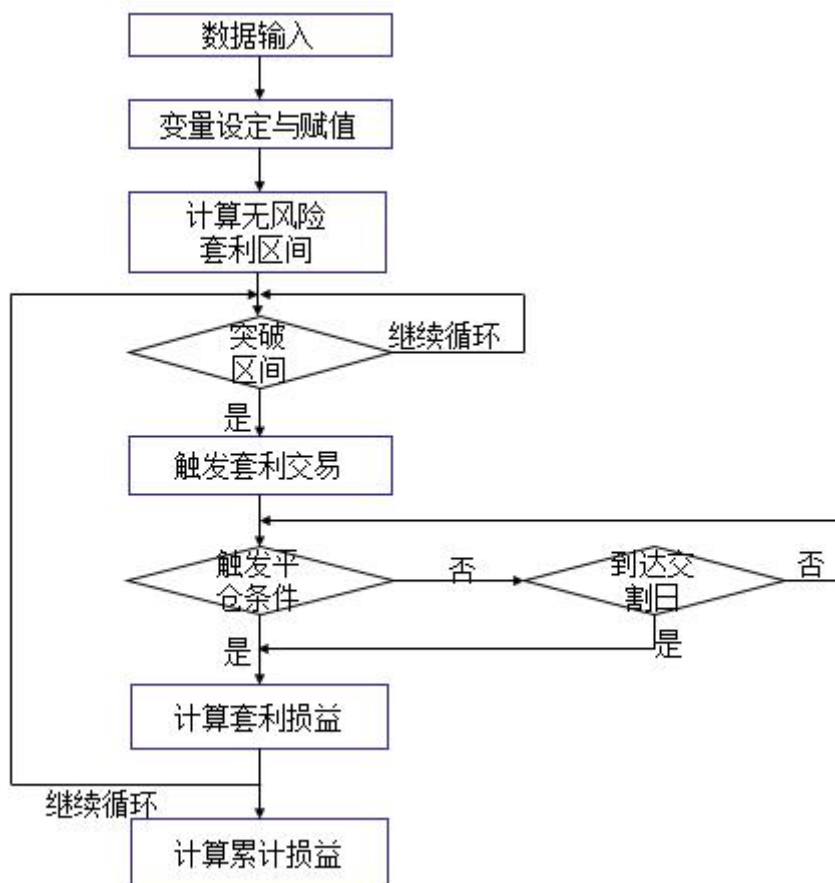 数据输入
变量设定与赋值
计算无风险
套利区间
突破
区间
继续循环
是
触发套利交易
触发平
仓条件
否
到达交
割日
否
是
是
计算套利损益
继续循环
计算累计损益